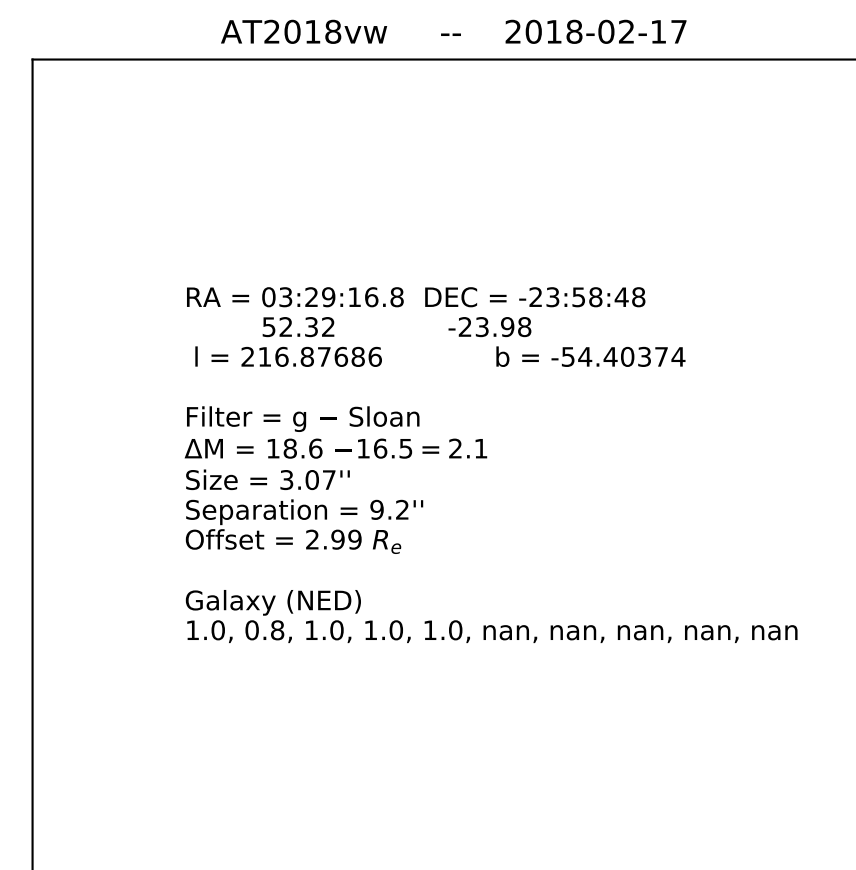 AT2018vw -- 2018-02-17
RA = 03:29:16.8 DEC = -23:58:48
52.32 -23.98
l = 216.87686 b = -54.40374
Filter = g − Sloan
ΔM = 18.6 −16.5 = 2.1
Size = 3.07''
Separation = 9.2''
Offset = 2.99 Rₑ
Galaxy (NED)
1.0, 0.8, 1.0, 1.0, 1.0, nan, nan, nan, nan, nan